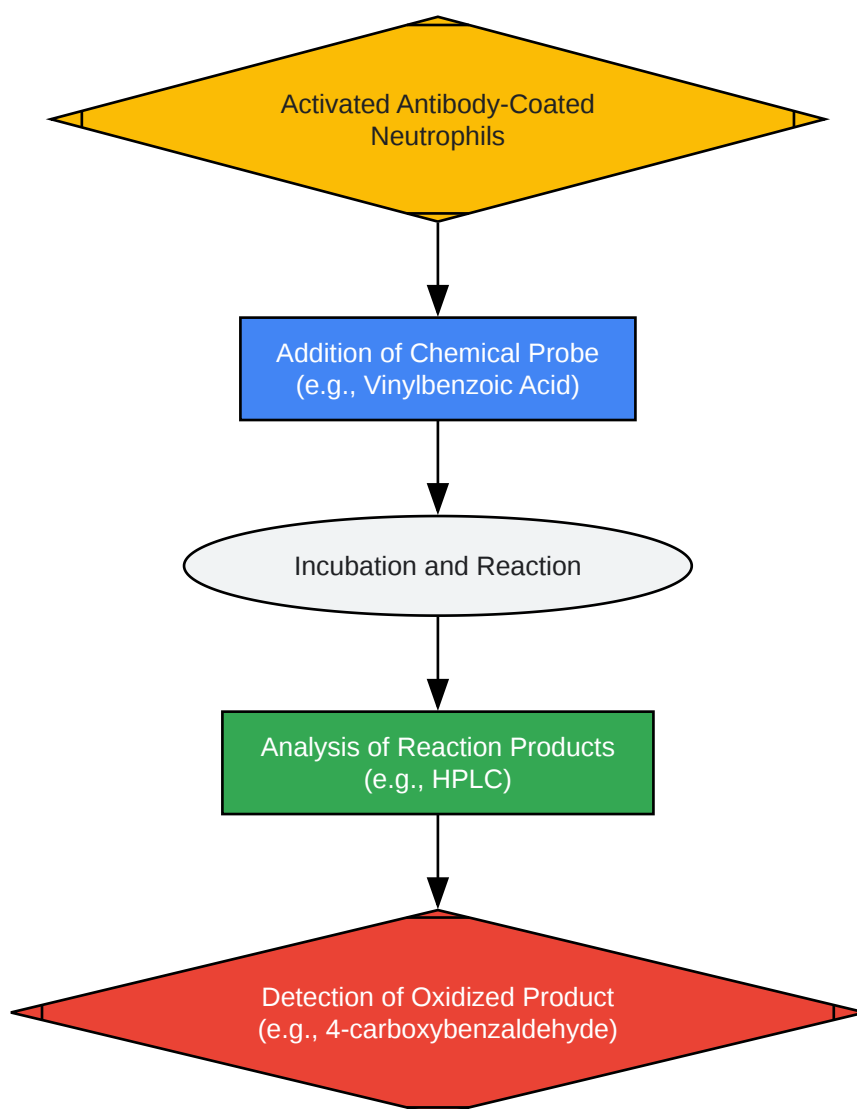 Activated Antibody-Coated
Neutrophils
Addition of Chemical Probe
(e.g., Vinylbenzoic Acid)
Incubation and Reaction
Analysis of Reaction Products
(e.g., HPLC)
Detection of Oxidized Product
(e.g., 4-carboxybenzaldehyde)